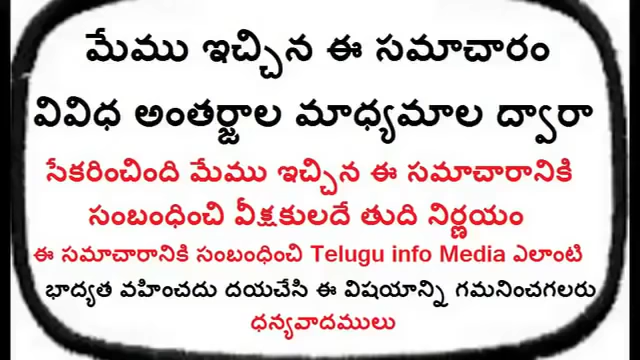 మేము ఇచ్చిన ఈ సమాచారం
వివిధ అంతర్జాల మాధ్యమాల ద్వారా
సేకరించింది మేము ఇచ్చిన ఈ సమాచారానికి
సంబంధించి వీక్షకులదే తుది నిర్ణయం
ఈ సమాచారానికి సంబంధించి Telugu info Media ఎలాంటి
భాద్యత వహించదు దయచేసి ఈ విషయాన్ని గమనించగలరు
ధన్యవాదములు